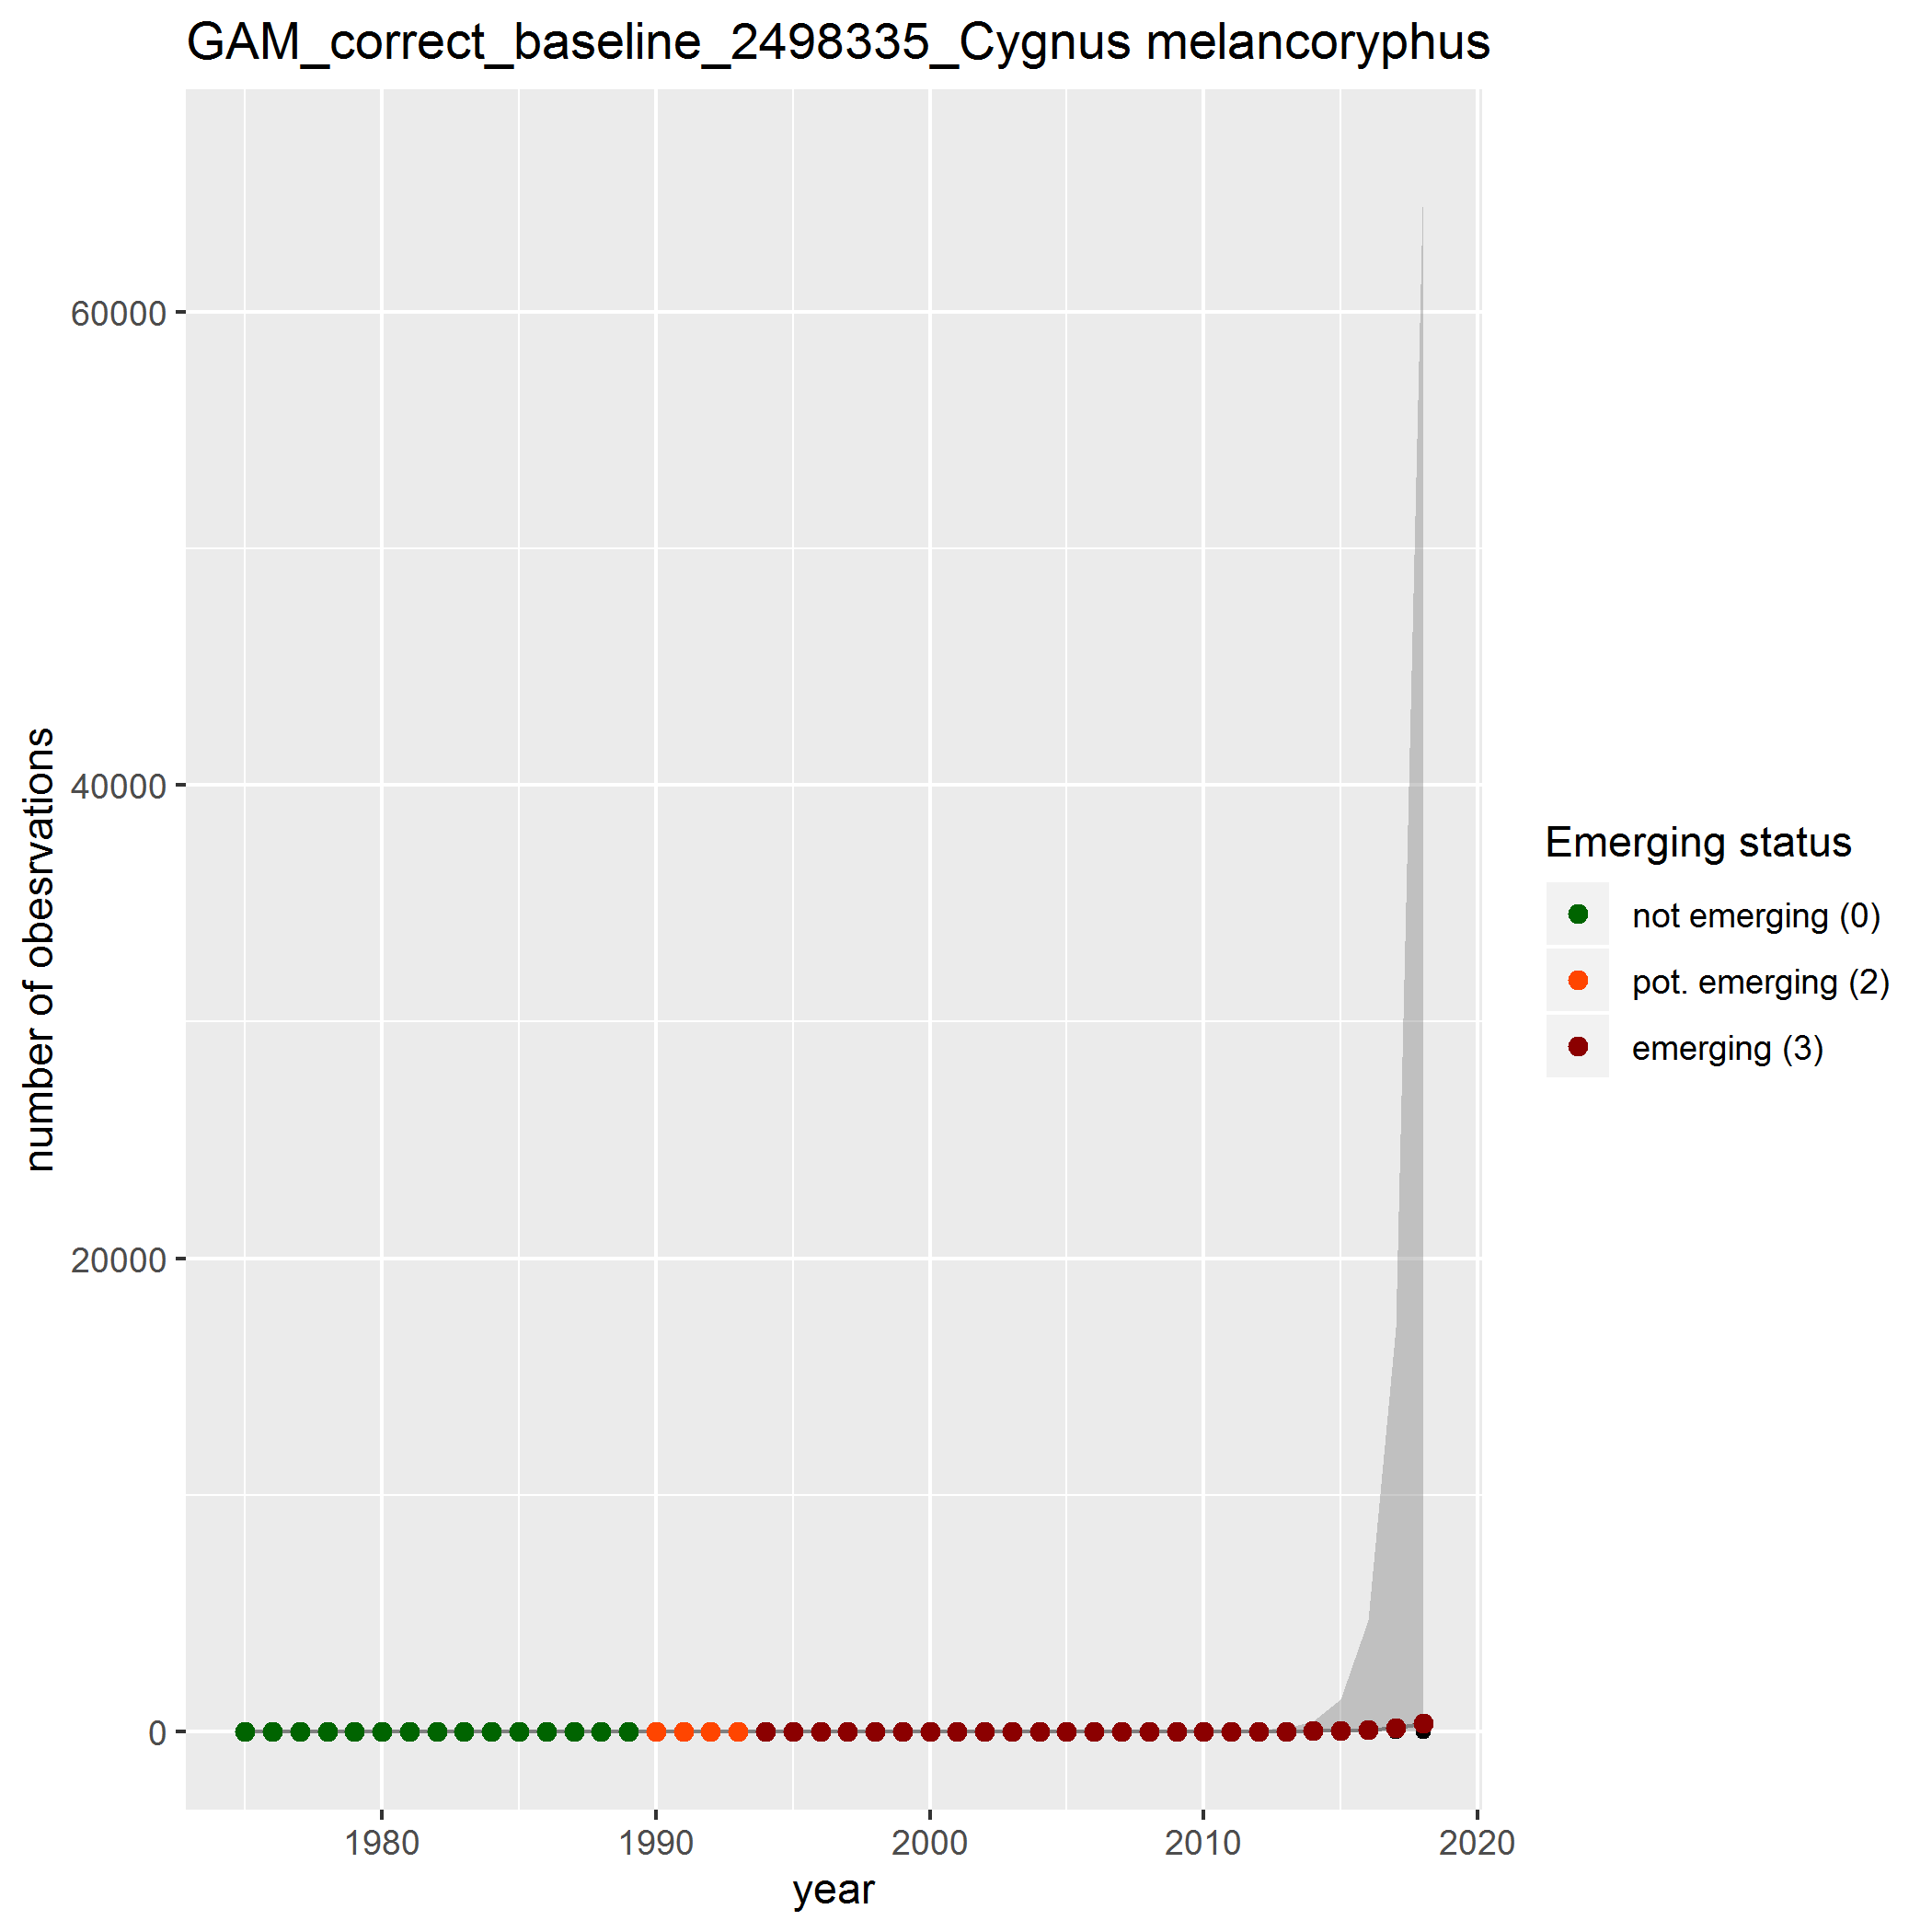 GAM_correct_baseline_2498335_Cygnus melancoryphus
number of obesrvations
60000
40000
20000
0
1980
1990
2000
2010
2020
year
Emerging status
not emerging (0)
pot. emerging (2)
emerging (3)